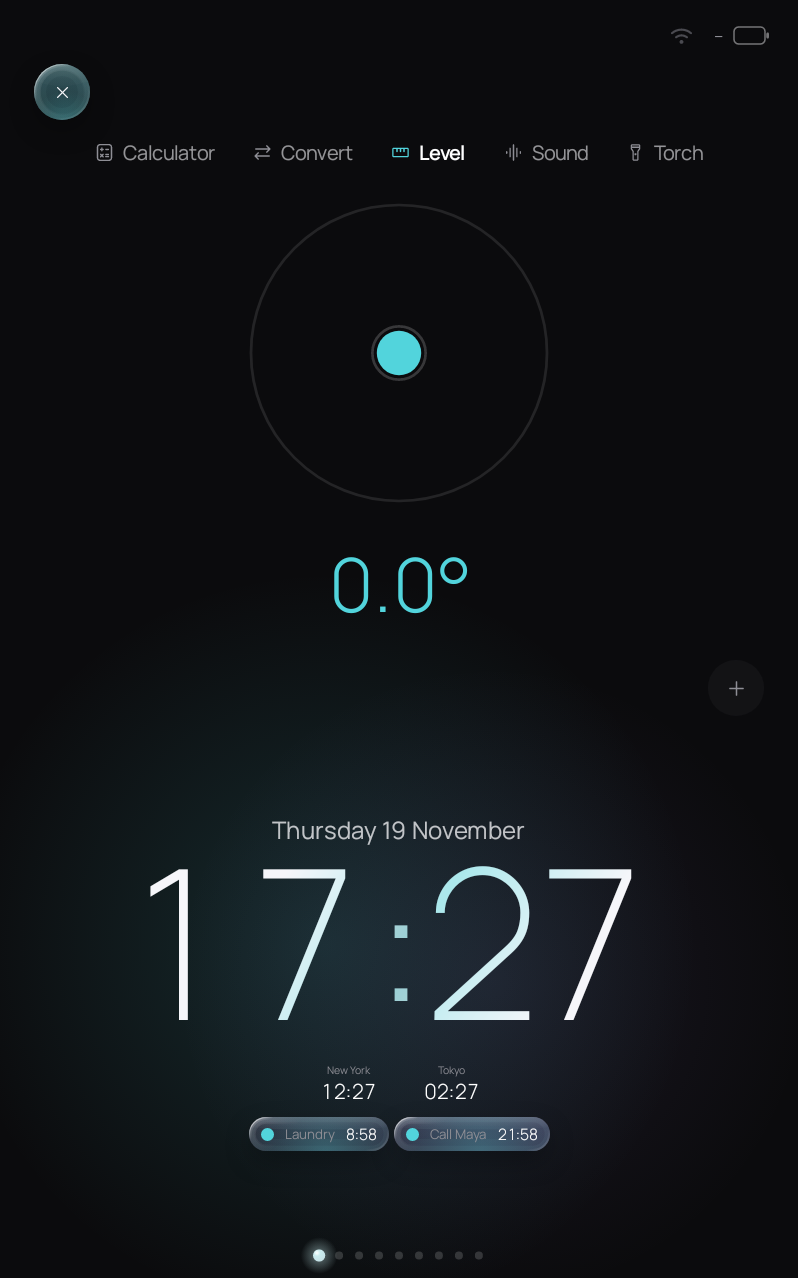 Calculator Convert Level Sound Torch
0.0°
Thursday 19 November
17:27
New York Tokyo
12:27 02:27
Laundry 8:58 Call Maya 21:58